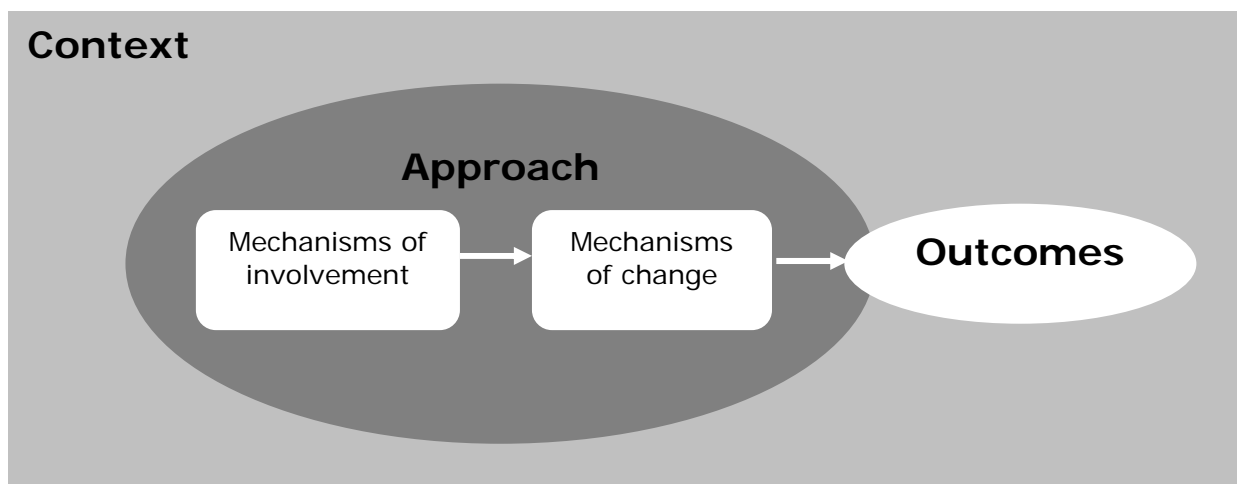 Context
Approach
Mechanisms of
involvement
Mechanisms
of change
Outcomes